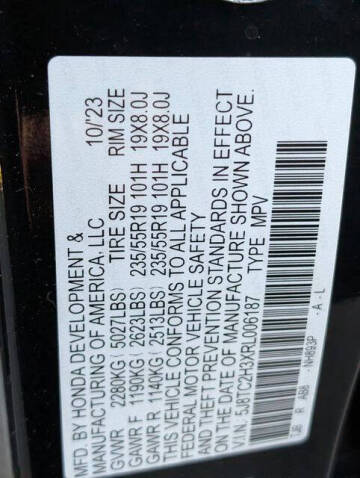 MFD. BY HONDA DEVELOPMENT &
MANUFACTURING OF AMERICA, LLC 10/'23
GVWR 2280KG ( 5027LBS) TIRE SIZE RIM SIZE
GAWR F 1190KG ( 2623LBS) 235/55R19 101H 19X8.0J
GAWR R 1140KG ( 2513LBS) 235/55R19 101H 19X8.0J
THIS VEHICLE CONFORMS TO ALL APPLICABLE
FEDERAL MOTOR VEHICLE SAFETY
AND THEFT PREVENTION STANDARDS IN EFFECT
ON THE DATE OF MANUFACTURE SHOWN ABOVE.
V.I.N. 5J8TC2H3XRL006187 TYPE MPV
R AB8 -NH893P - A - L